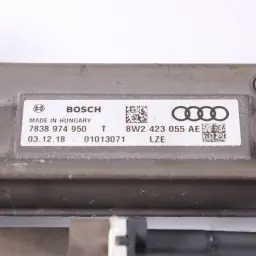 BOSCH
MADE IN HUNGARY
7838 974 950 T 8W2 423 055 AE
03.12.18 01013071 LZE